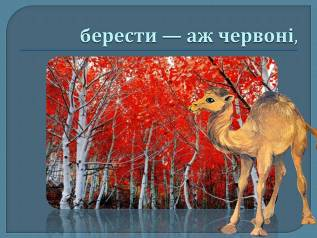 берести — аж червоні,